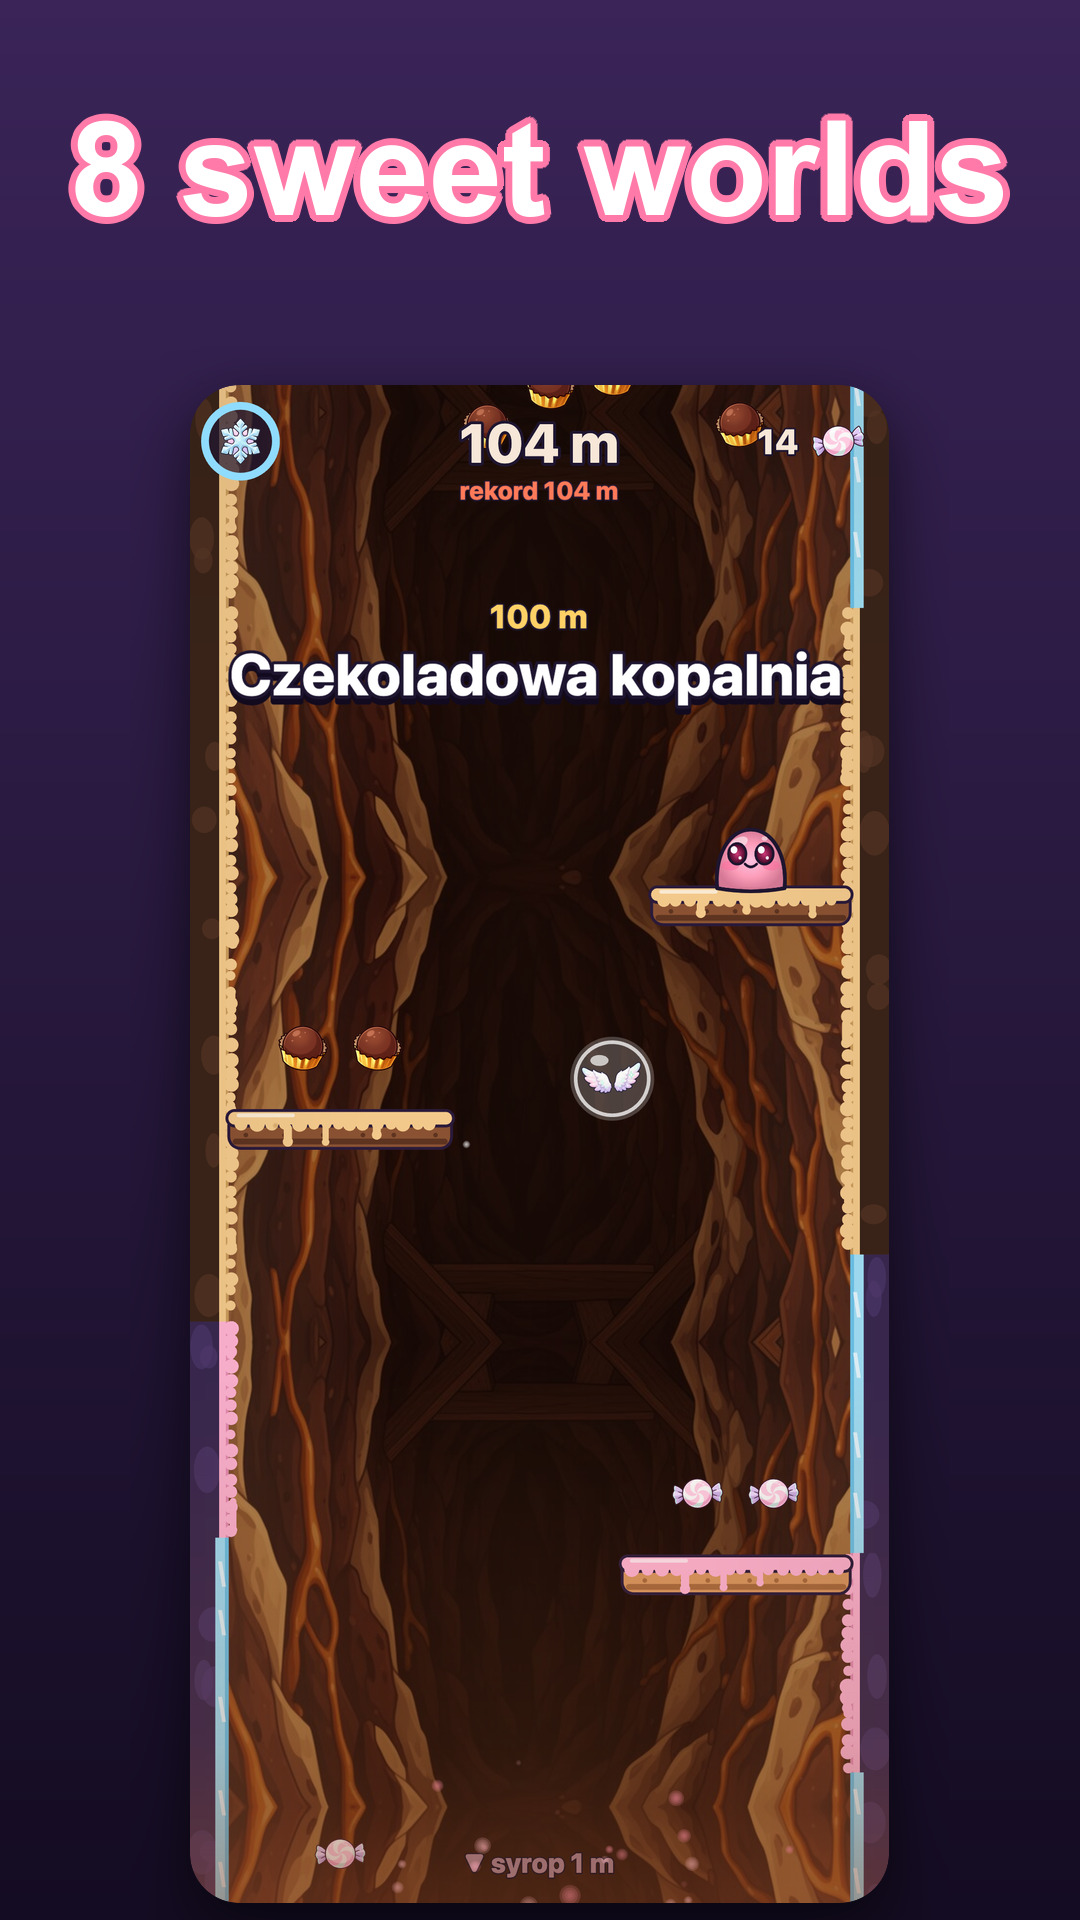 8 sweet worlds
104 m
14
rekord 104 m
100 m
Czekoladowa kopalnia
▼ syrop 1 m